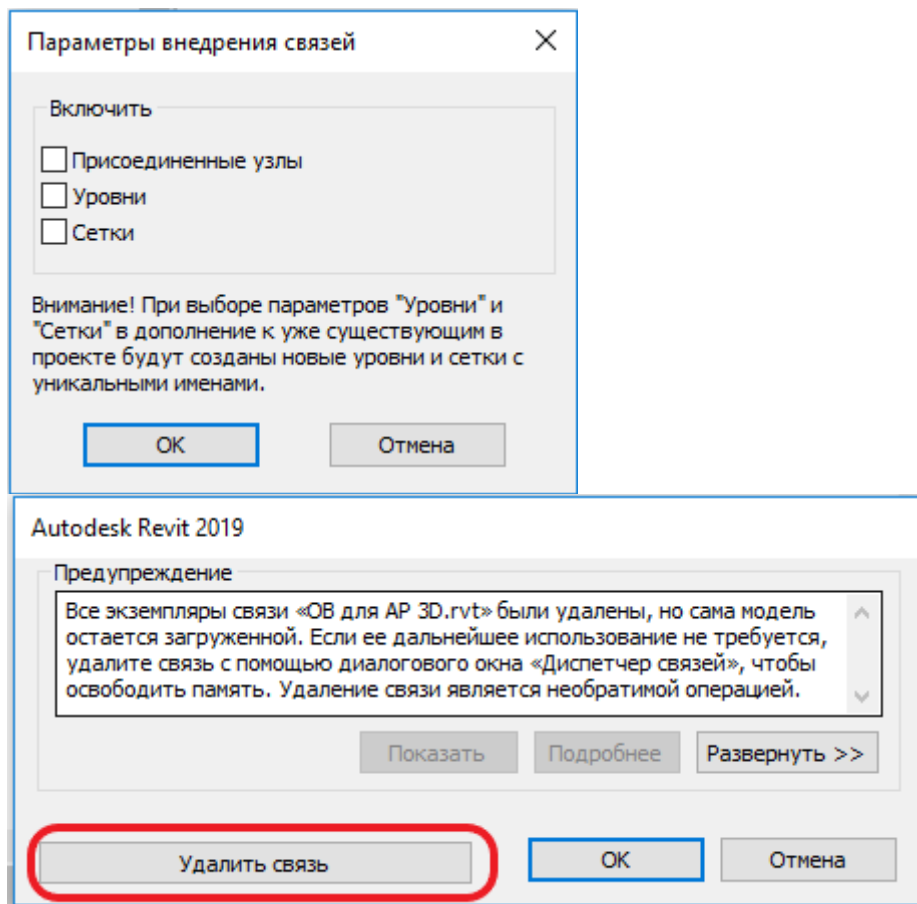 Параметры внедрения связей
Включить
Присоединенные узлы
Уровни
Сетки
Внимание! При выборе параметров "Уровни" и
"Сетки" в дополнение к уже существующим в
проекте будут созданы новые уровни и сетки с
уникальными именами.
ОК
Отмена
Autodesk Revit 2019
Предупреждение
Все экземпляры связи «ОВ для АР 3D.rvt» были удалены, но сама модель
остается загруженной. Если ее дальнейшее использование не требуется,
удалите связь с помощью диалогового окна «Диспетчер связей», чтобы
освободить память. Удаление связи является необратимой операцией.
Показать
Подробнее
Развернуть >>
Удалить связь
ОК
Отмена